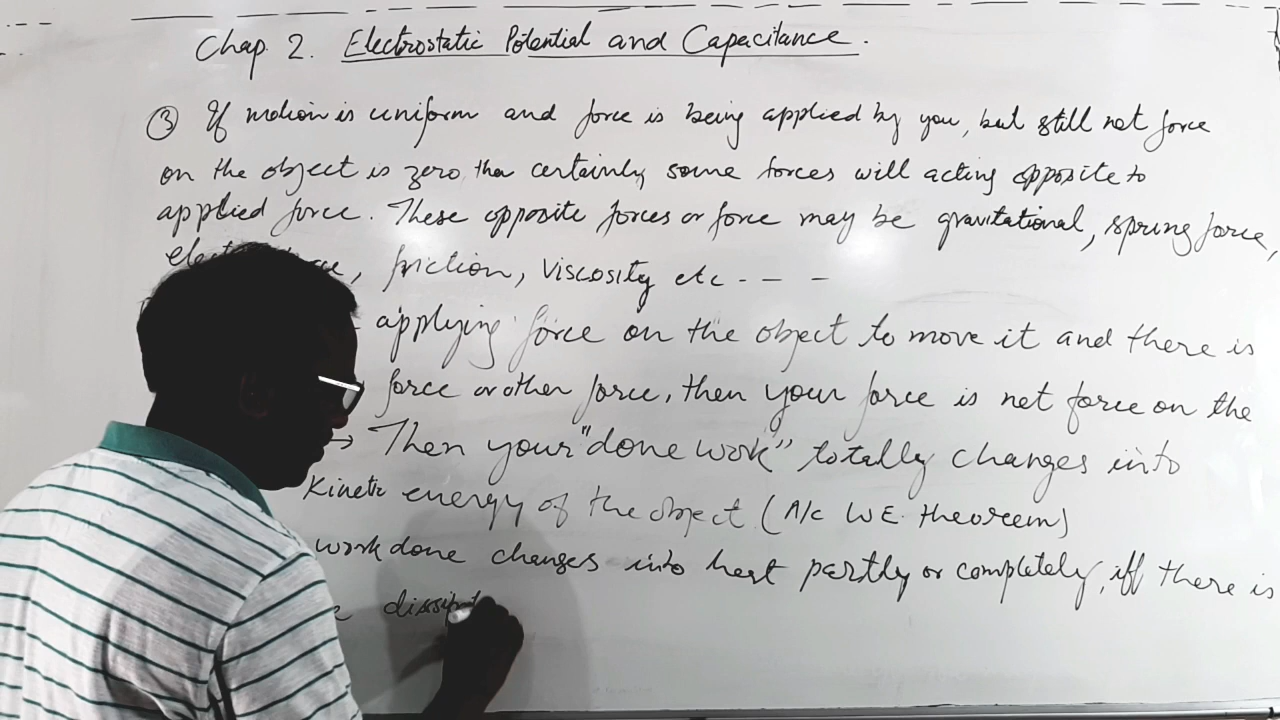 Chap 2. Electrostatic Potential and Capacitance.
③ If motion is uniform and force is being applied by you, but still net force
on the object is zero, then certainly some forces will acting opposite to
applied force. These opposite forces or force may be gravitational, spring force,
friction, viscosity etc - - -
applying force on the object to move it and there is
force or other force, then your force is net force on the
→ Then your "done work" totally changes into
Kinetic energy of the object (A/c W.E. theorem)
work done changes into heat partly or completely, iff there is